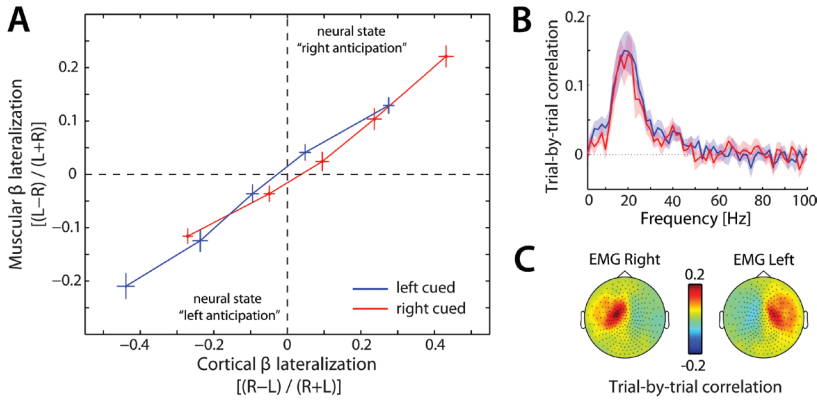 A
neural state
"right anticipation"
Muscular β lateralization
[(L−R) / (L+R)]
0.2
0.1
0
−0.1
−0.2
neural state
"left anticipation"
left cued
right cued
−0.4
−0.2
0
0.2
0.4
Cortical β lateralization
[(R−L) / (R+L)]
B
Trial-by-trial correlation
0.2
0.1
0
0
20
40
60
80
100
Frequency [Hz]
C
EMG Right
EMG Left
0.2
-0.2
Trial-by-trial correlation